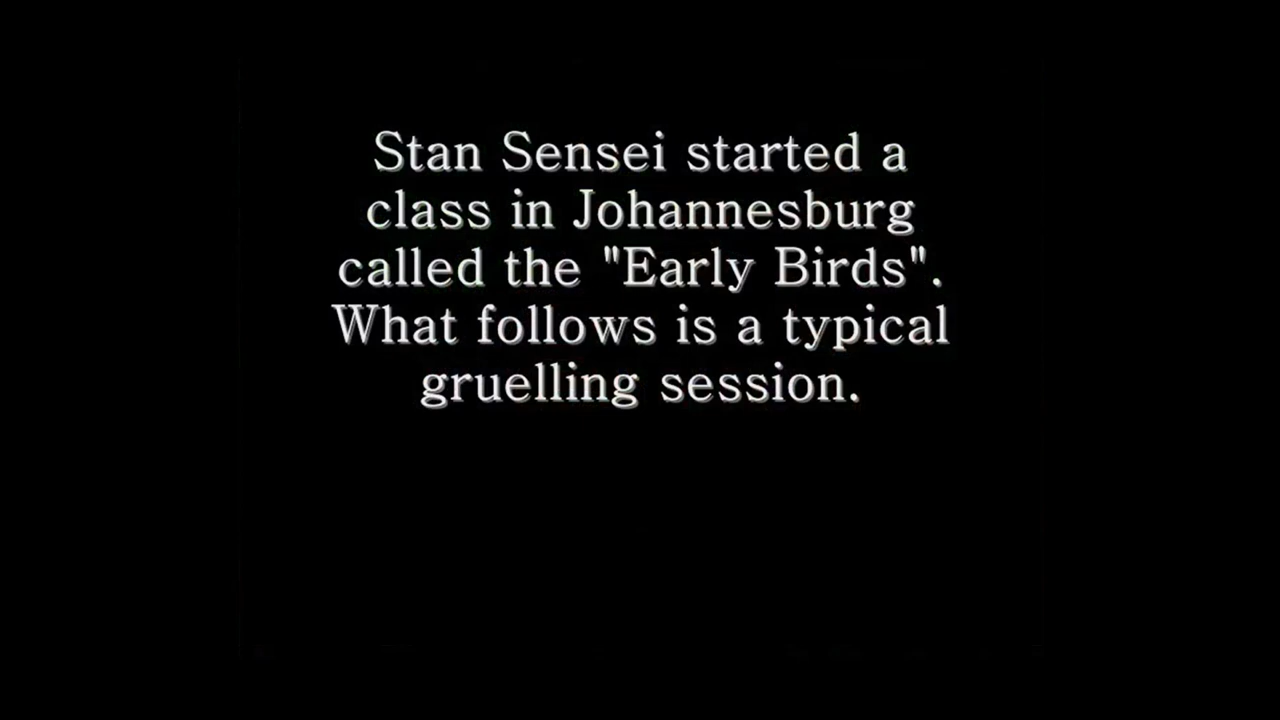 Stan Sensei started a
class in Johannesburg
called the "Early Birds".
What follows is a typical
gruelling session.